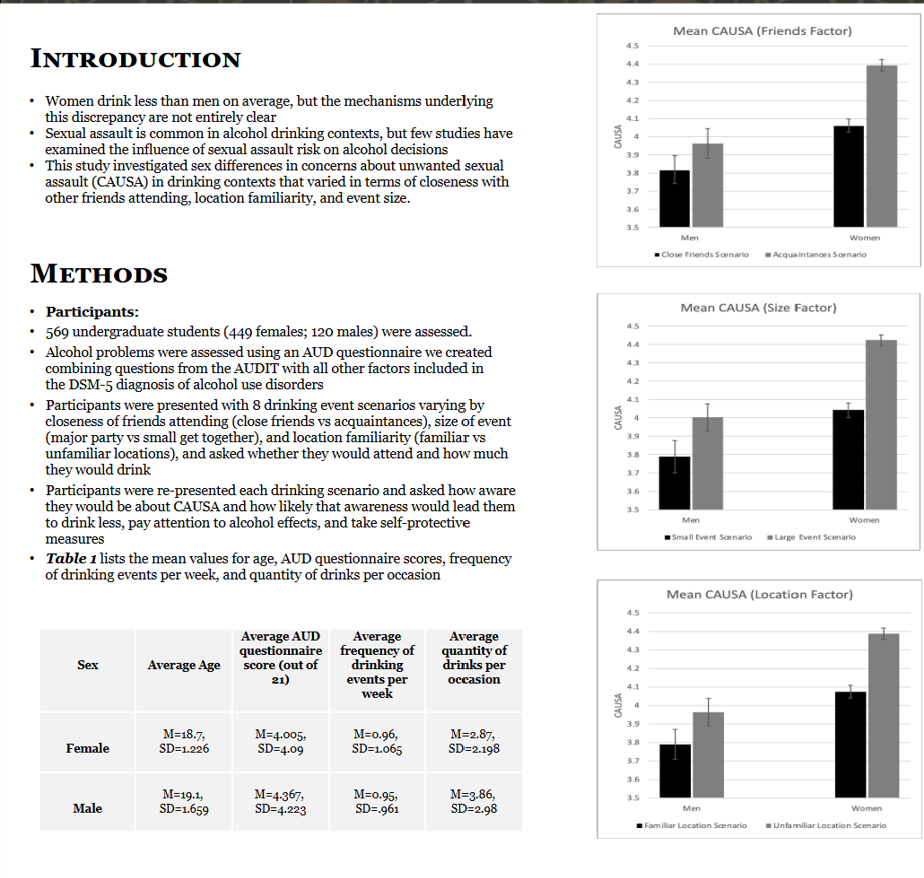 INTRODUCTION
• Women drink less than men on average, but the mechanisms underlying
this discrepancy are not entirely clear
• Sexual assault is common in alcohol drinking contexts, but few studies have
examined the influence of sexual assault risk on alcohol decisions
• This study investigated sex differences in concerns about unwanted sexual
assault (CAUSA) in drinking contexts that varied in terms of closeness with
other friends attending, location familiarity, and event size.
METHODS
• Participants:
• 569 undergraduate students (449 females; 120 males) were assessed.
• Alcohol problems were assessed using an AUD questionnaire we created
combining questions from the AUDIT with all other factors included in
the DSM-5 diagnosis of alcohol use disorders
• Participants were presented with 8 drinking event scenarios varying by
closeness of friends attending (close friends vs acquaintances), size of event
(major party vs small get together), and location familiarity (familiar vs
unfamiliar locations), and asked whether they would attend and how much
they would drink
• Participants were re-presented each drinking scenario and asked how aware
they would be about CAUSA and how likely that awareness would lead them
to drink less, pay attention to alcohol effects, and take self-protective
measures
• Table 1 lists the mean values for age, AUD questionnaire scores, frequency
of drinking events per week, and quantity of drinks per occasion
Sex
Average Age
Average AUD
questionnaire
score (out of
21)
Average
frequency of
drinking
events per
week
Average
quantity of
drinks per
occasion
Female
M=18.7,
SD=1.226
M=4.005,
SD=4.09
M=0.96,
SD=1.065
M=2.87,
SD=2.198
Male
M=19.1,
SD=1.659
M=4.367,
SD=4.223
M=0.95,
SD=.961
M=3.86,
SD=2.98
Mean CAUSA (Friends Factor)
4.5
4.4
4.3
4.2
4.1
4
3.9
3.8
3.7
3.6
3.5
CAUSA
Men Women
Close Friends Scenario Acquaintances Scenario
Mean CAUSA (Size Factor)
4.5
4.4
4.3
4.2
4.1
4
3.9
3.8
3.7
3.6
3.5
CAUSA
Men Women
Small Event Scenario Large Event Scenario
Mean CAUSA (Location Factor)
4.5
4.4
4.3
4.2
4.1
4
3.9
3.8
3.7
3.6
3.5
CAUSA
Men Women
Familiar Location Scenario Unfamiliar Location Scenario